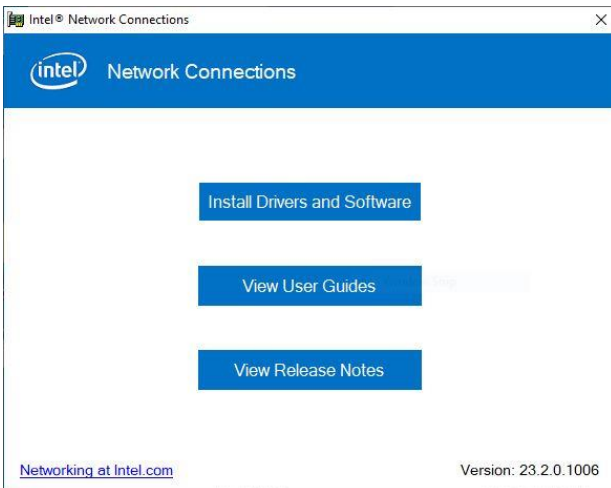 Intel® Network Connections
intel
Network Connections
Install Drivers and Software
View User Guides
View Release Notes
Networking at Intel.com
Version: 23.2.0.1006